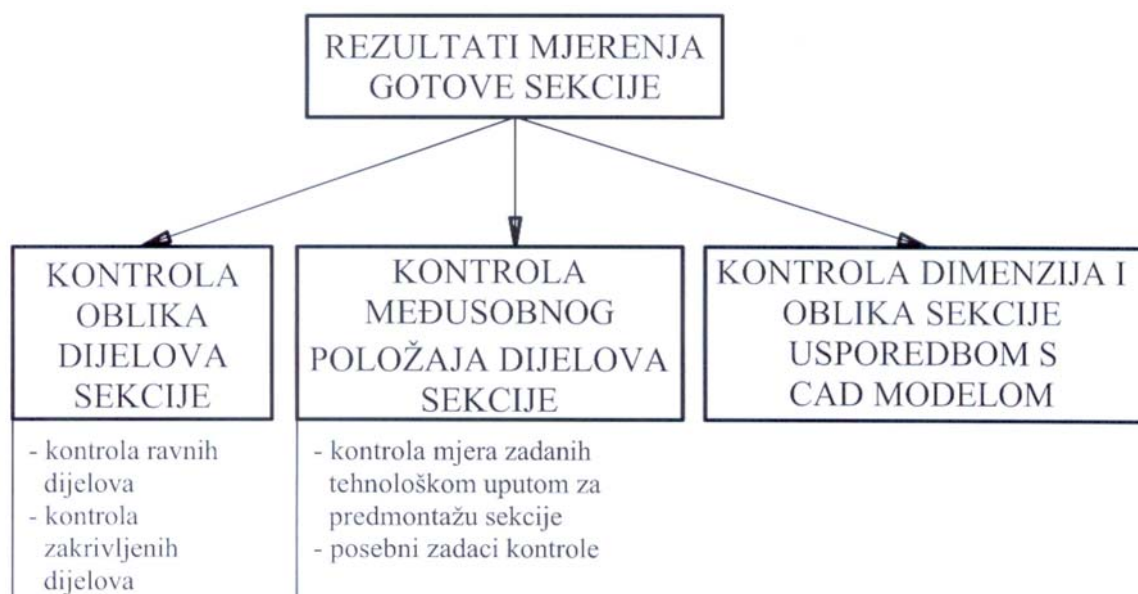 REZULTATI MJERENJA
GOTOVE SEKCIJE
KONTROLA
OBLIKA
DIJELOVA
SEKCIJE
- kontrola ravnih
dijelova
- kontrola
zakrivljenih
dijelova
KONTROLA
MEĐUSOBNOG
POLOŽAJA DIJELOVA
SEKCIJE
- kontrola mjera zadanih
tehnološkom uputom za
predmontažu sekcije
- posebni zadaci kontrole
KONTROLA DIMENZIJA I
OBLIKA SEKCIJE
USPOREDBOM S
CAD MODELOM